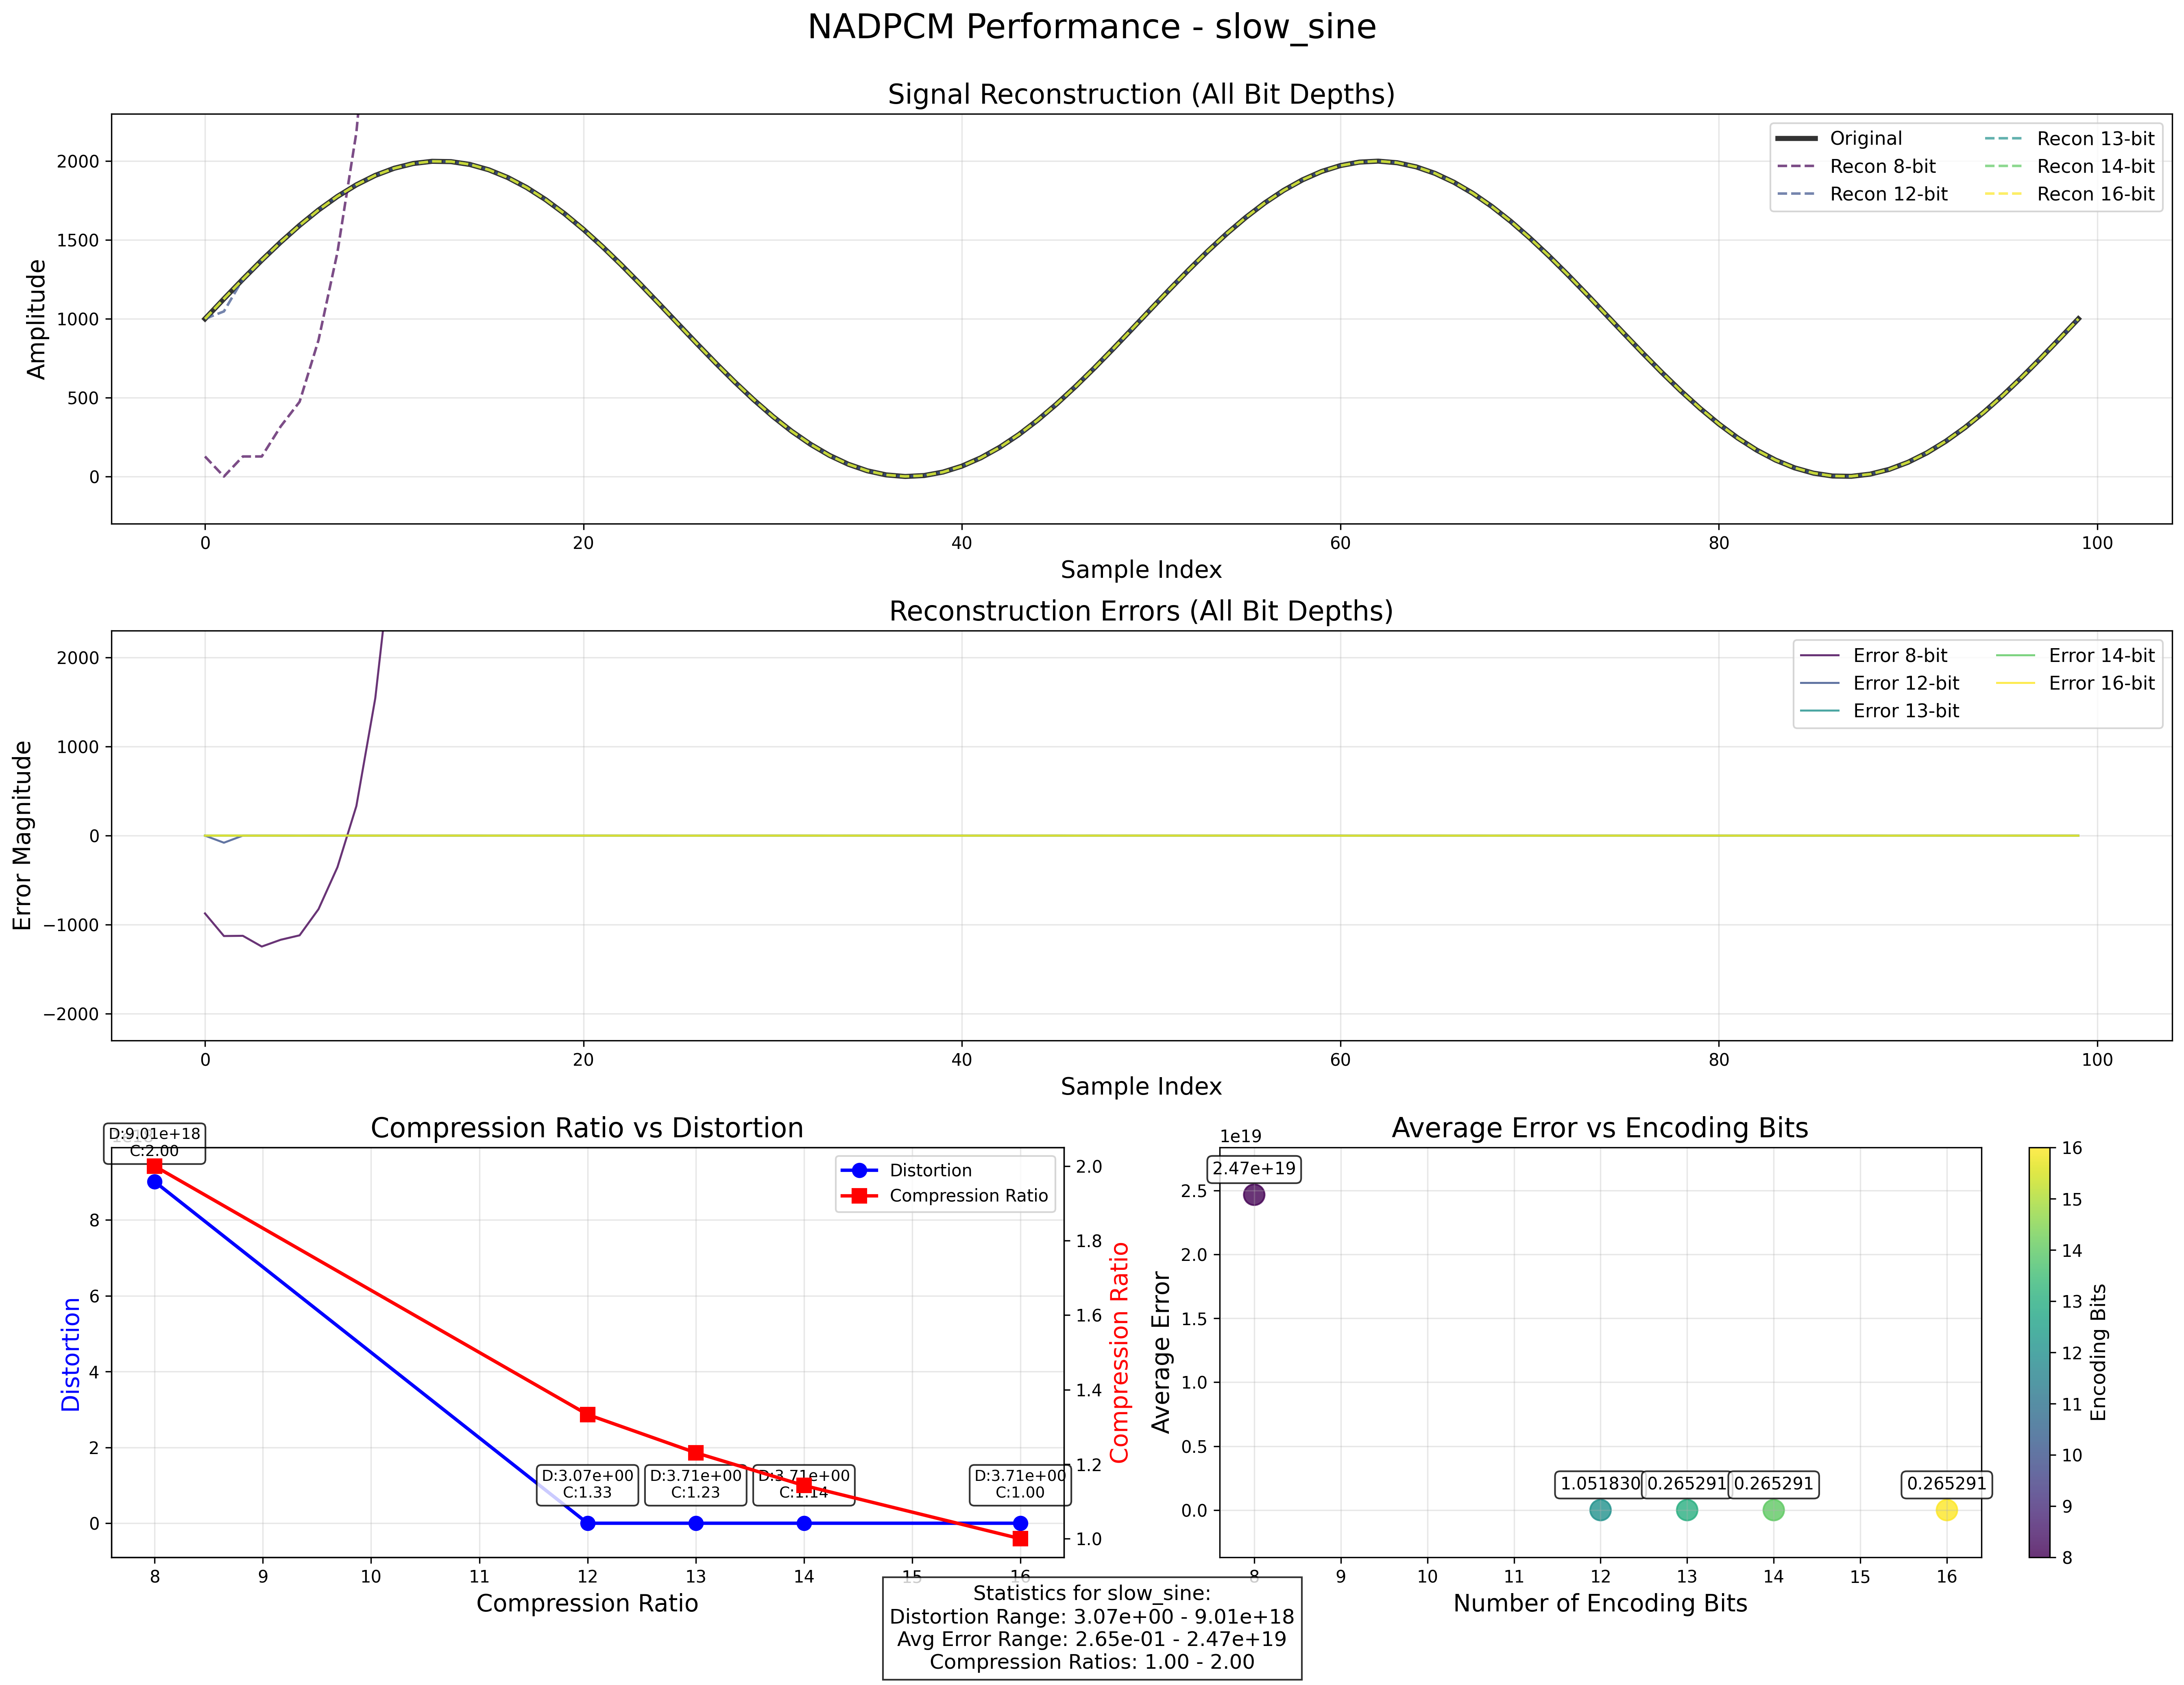 NADPCM Performance - slow_sine
Signal Reconstruction (All Bit Depths)
Amplitude
2000
1500
1000
500
0
Original
Recon 8-bit
Recon 12-bit
Recon 13-bit
Recon 14-bit
Recon 16-bit
0 20 40 60 80 100
Sample Index
Reconstruction Errors (All Bit Depths)
Error Magnitude
2000
1000
0
−1000
−2000
Error 8-bit
Error 12-bit
Error 13-bit
Error 14-bit
Error 16-bit
0 20 40 60 80 100
Sample Index
Compression Ratio vs Distortion
D:9.01e+18
C:2.00
Distortion
8
6
4
2
0
Distortion
Compression Ratio
2.0
1.8
1.6
1.4
1.2
1.0
Compression Ratio
D:3.07e+00
C:1.33
D:3.71e+00
C:1.23
D:3.71e+00
C:1.14
D:3.71e+00
C:1.00
8 9 10 11 12 13 14 15 16
Compression Ratio
Average Error vs Encoding Bits
1e19
Average Error
2.5
2.0
1.5
1.0
0.5
0.0
2.47e+19
1.051830
0.265291
0.265291
0.265291
8 9 10 11 12 13 14 15 16
Number of Encoding Bits
16
15
14
13
12
11
10
9
8
Encoding Bits
Statistics for slow_sine:
Distortion Range: 3.07e+00 - 9.01e+18
Avg Error Range: 2.65e-01 - 2.47e+19
Compression Ratios: 1.00 - 2.00